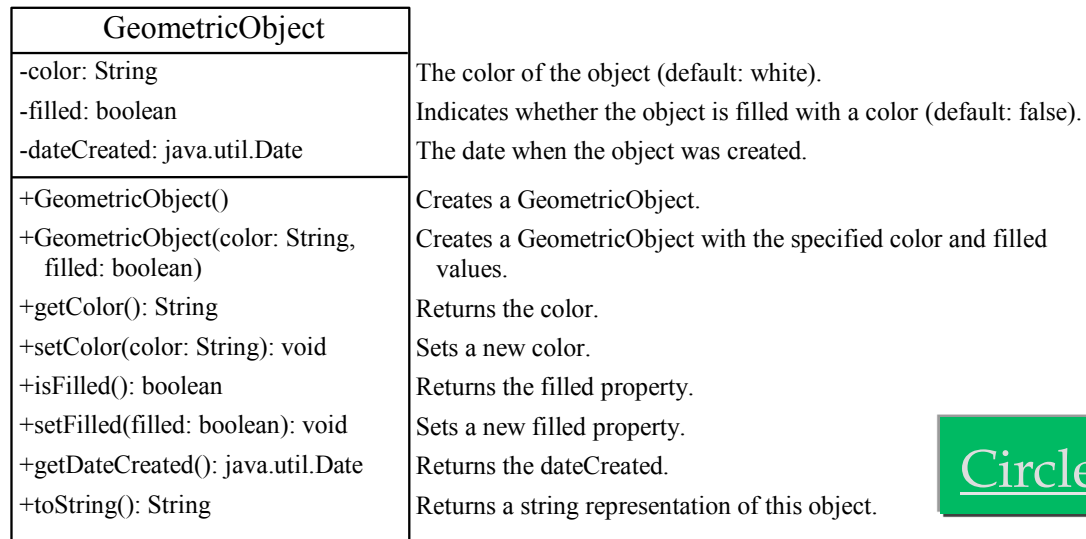 GeometricObject
-color: String The color of the object (default: white).
-filled: boolean Indicates whether the object is filled with a color (default: false).
-dateCreated: java.util.Date The date when the object was created.
+GeometricObject() Creates a GeometricObject.
+GeometricObject(color: String, Creates a GeometricObject with the specified color and filled
filled: boolean) values.
+getColor(): String Returns the color.
+setColor(color: String): void Sets a new color.
+isFilled(): boolean Returns the filled property.
+setFilled(filled: boolean): void Sets a new filled property.
+getDateCreated(): java.util.Date Returns the dateCreated.
+toString(): String Returns a string representation of this object.
Circle